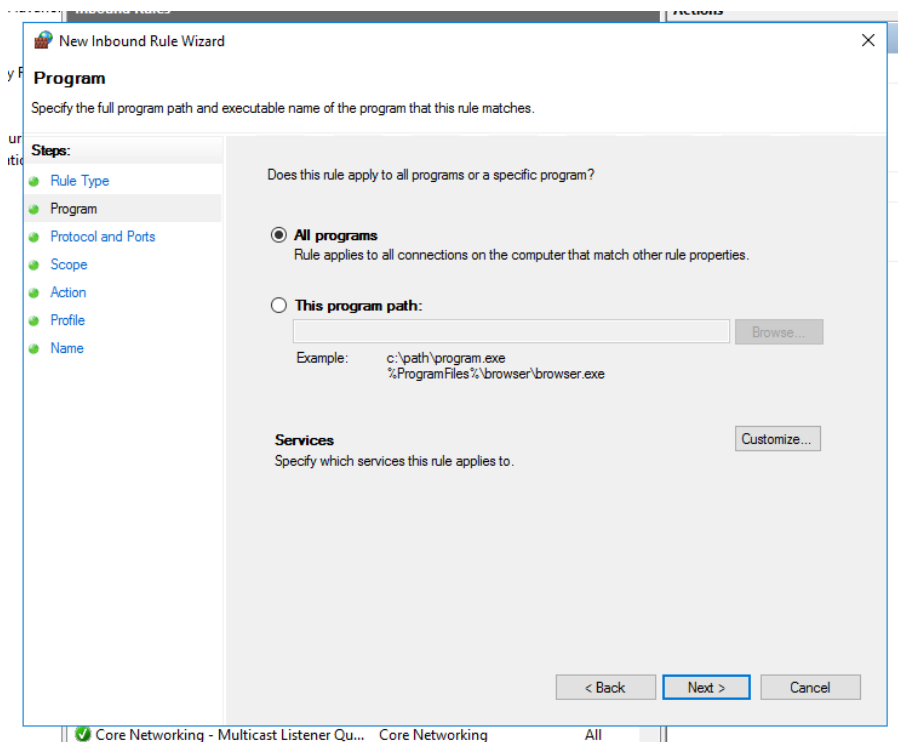 Inbound Rules
Actions
New Inbound Rule Wizard
Program
Specify the full program path and executable name of the program that this rule matches.
Steps:
Rule Type
Program
Protocol and Ports
Scope
Action
Profile
Name
Does this rule apply to all programs or a specific program?
All programs
Rule applies to all connections on the computer that match other rule properties.
This program path:
Browse...
Example: c:\path\program.exe
%ProgramFiles%\browser\browser.exe
Services
Customize...
Specify which services this rule applies to.
< Back Next > Cancel
Core Networking - Multicast Listener Qu... Core Networking All